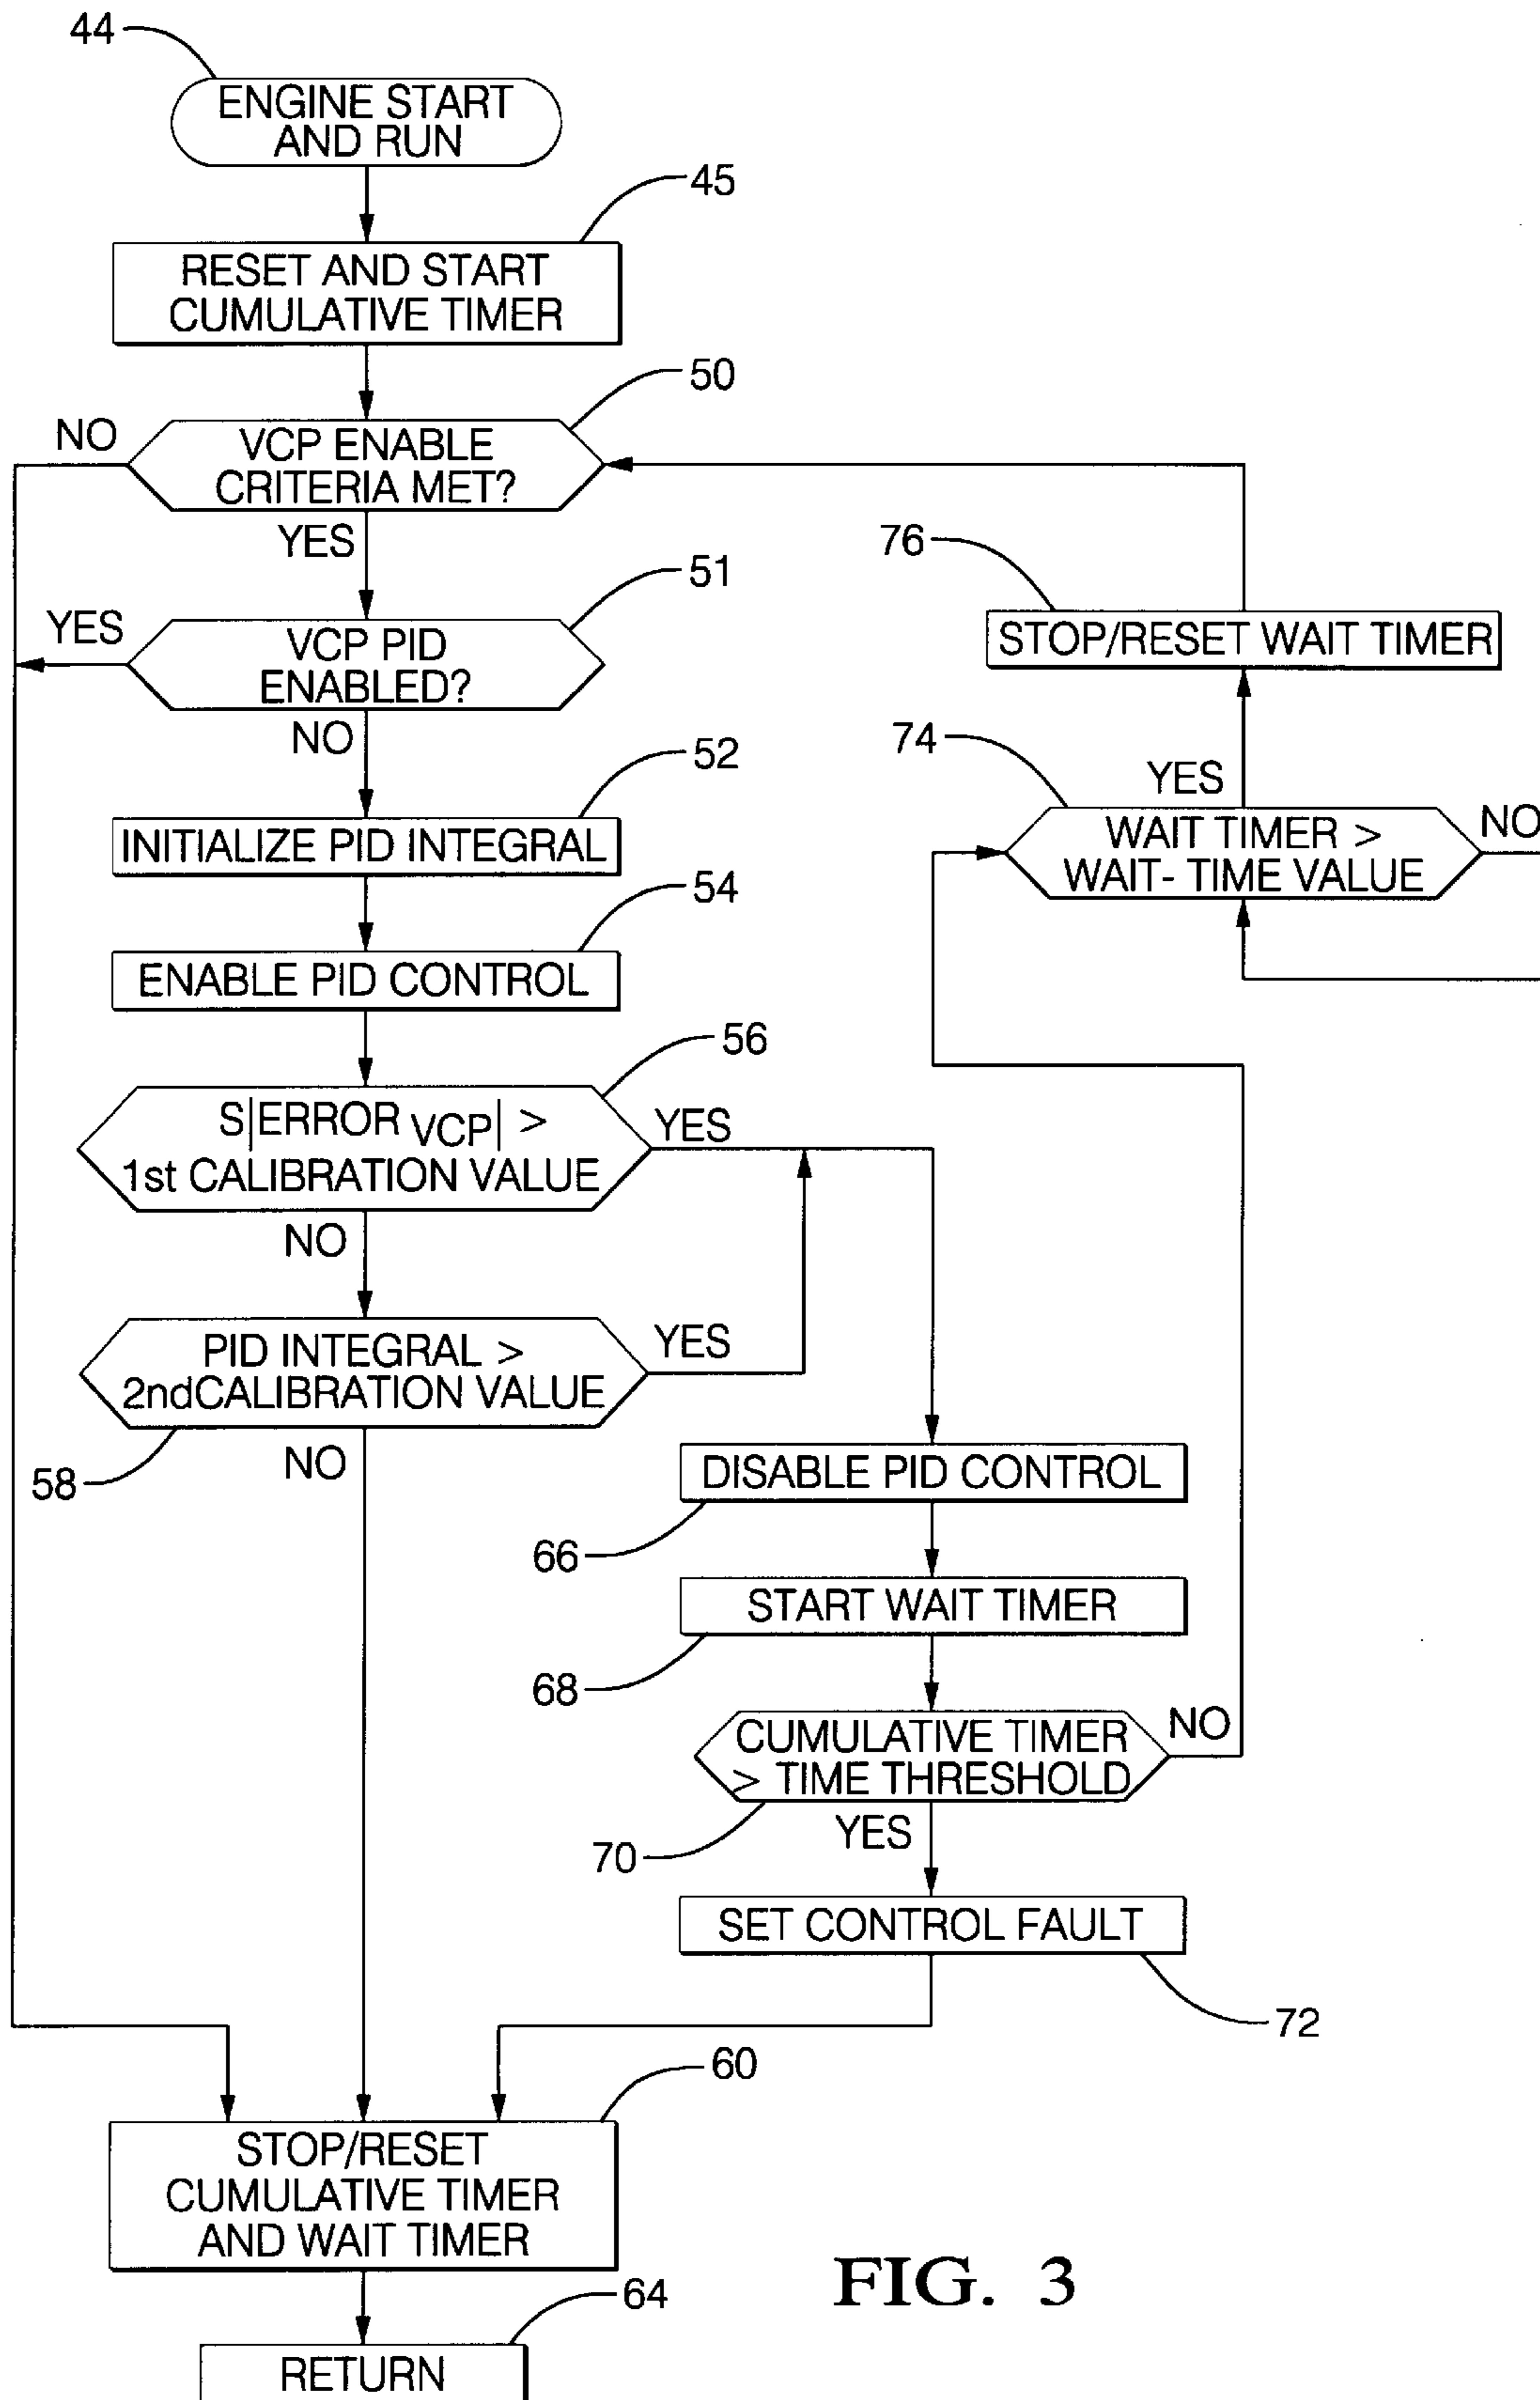 44
ENGINE START
AND RUN
45
RESET AND START
CUMULATIVE TIMER
50
NO
VCP ENABLE
CRITERIA MET?
YES
51
YES
VCP PID
ENABLED?
NO
52
INITIALIZE PID INTEGRAL
54
ENABLE PID CONTROL
56
S|ERROR VCP| >
1st CALIBRATION VALUE
YES
NO
PID INTEGRAL >
2ndCALIBRATION VALUE
YES
58
NO
76
STOP/RESET WAIT TIMER
74
YES
WAIT TIMER >
WAIT- TIME VALUE
NO
DISABLE PID CONTROL
66
START WAIT TIMER
68
CUMULATIVE TIMER
> TIME THRESHOLD
NO
70
YES
SET CONTROL FAULT
72
60
STOP/RESET
CUMULATIVE TIMER
AND WAIT TIMER
64
RETURN
FIG. 3